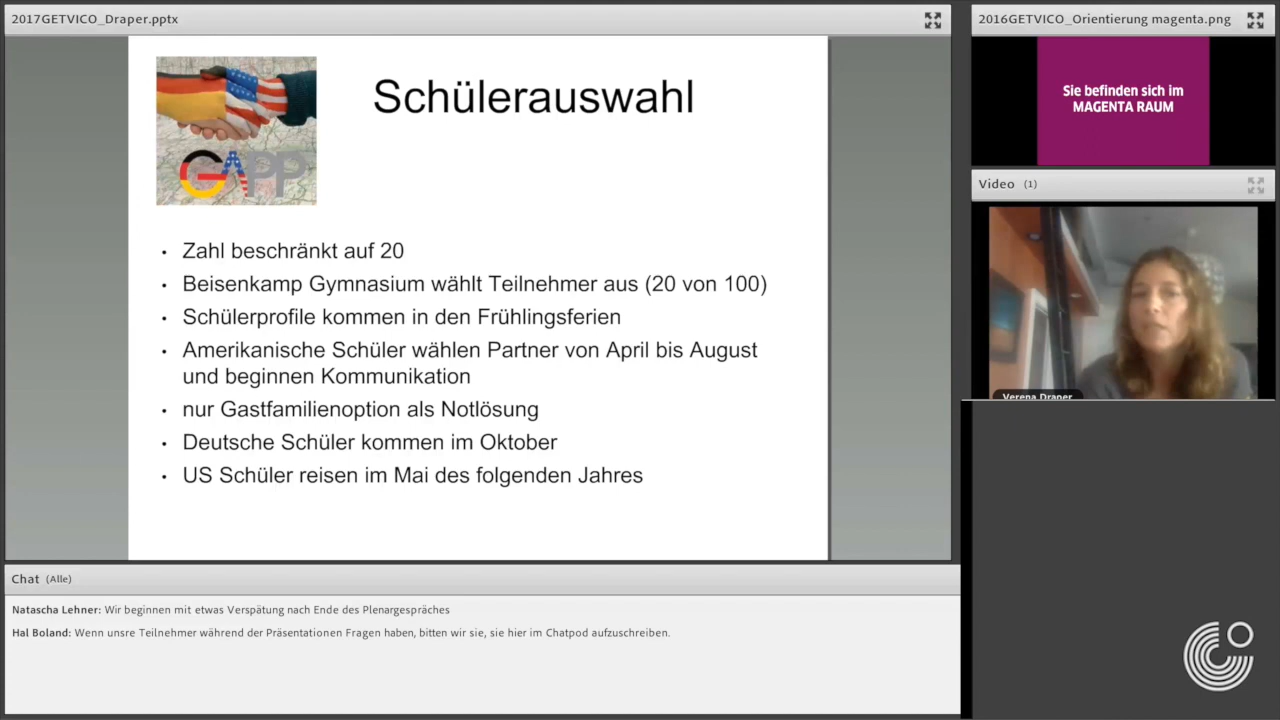 2017GETVICO_Draper.pptx
Schülerauswahl
GAPP
• Zahl beschränkt auf 20
• Beisenkamp Gymnasium wählt Teilnehmer aus (20 von 100)
• Schülerprofile kommen in den Frühlingsferien
• Amerikanische Schüler wählen Partner von April bis August
und beginnen Kommunikation
• nur Gastfamilienoption als Notlösung
• Deutsche Schüler kommen im Oktober
• US Schüler reisen im Mai des folgenden Jahres
2016GETVICO_Orientierung magenta.png
Sie befinden sich im
MAGENTA RAUM
Video (1)
Verena Draper
Chat (Alle)
Natascha Lehner: Wir beginnen mit etwas Verspätung nach Ende des Plenargespräches
Hal Boland: Wenn unsre Teilnehmer während der Präsentationen Fragen haben, bitten wir sie, sie hier im Chatpod aufzuschreiben.